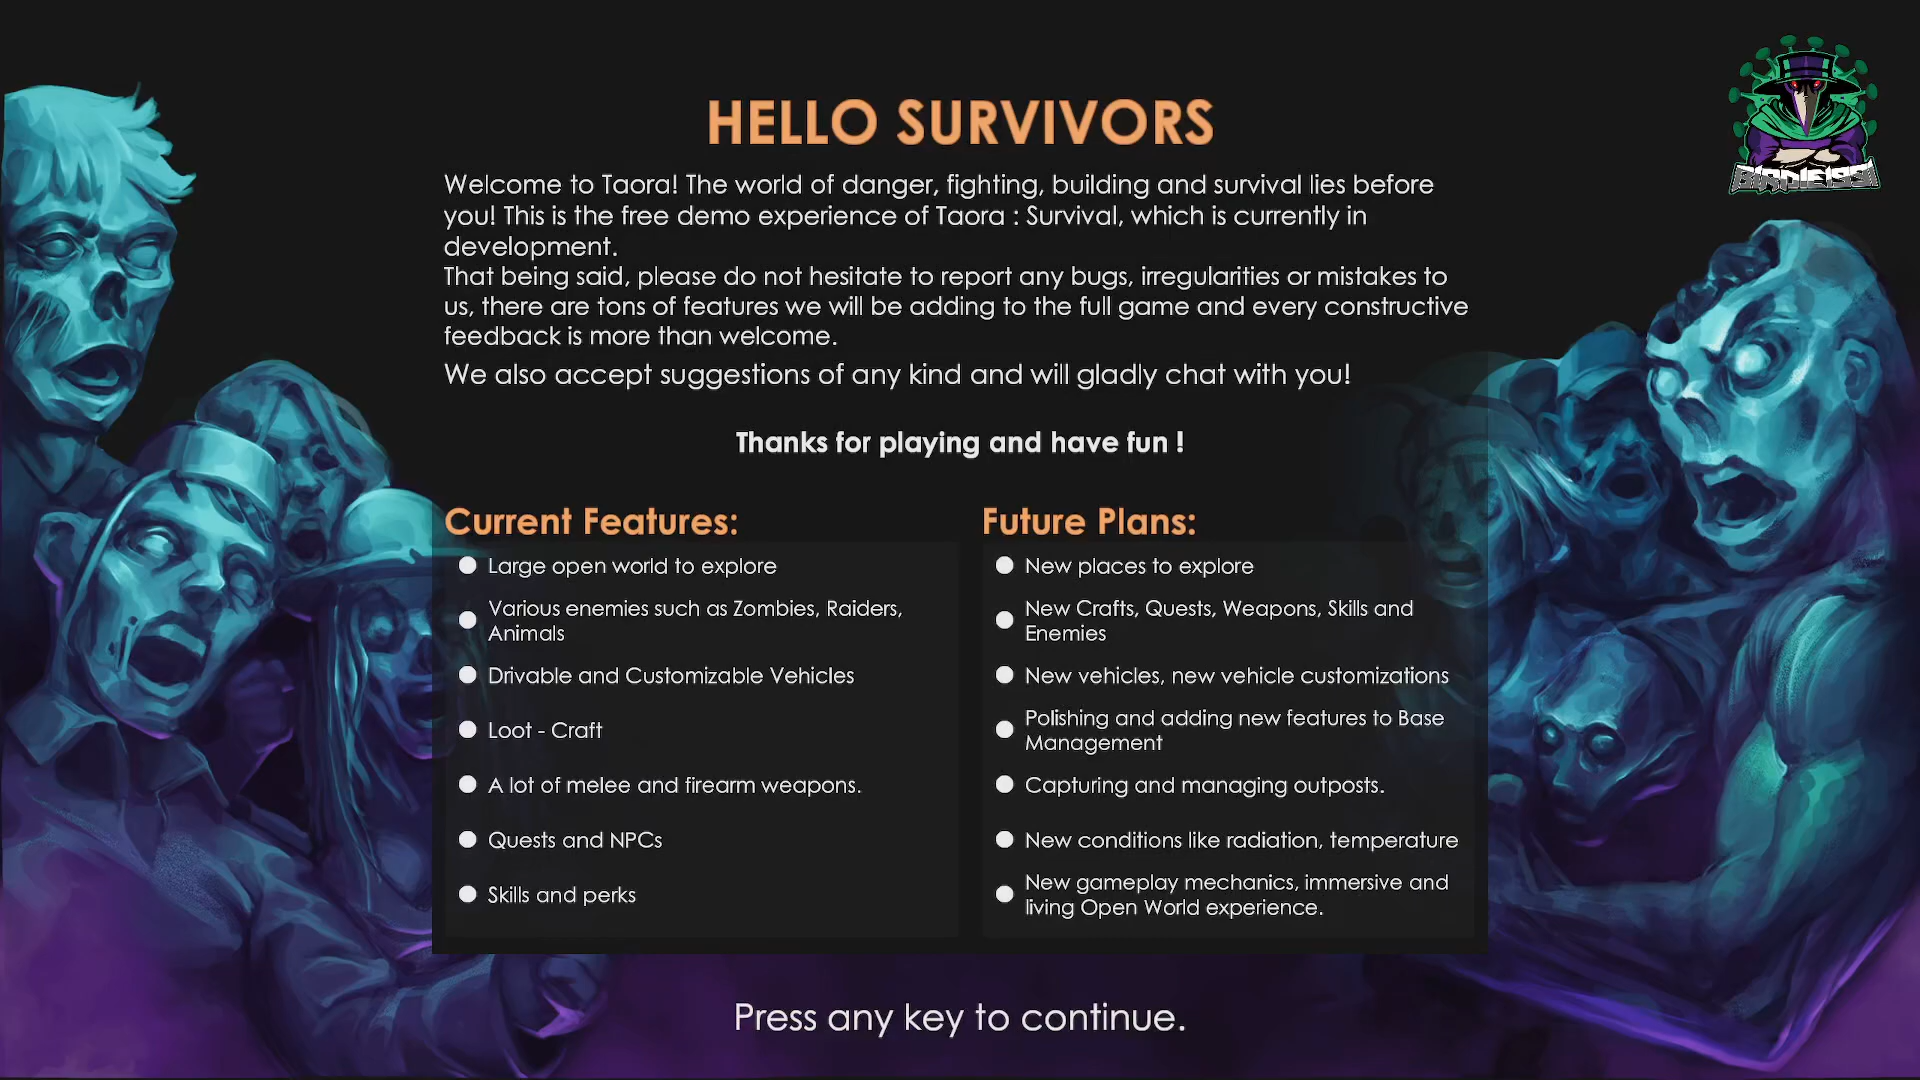 HELLO SURVIVORS
BIRDIE1991
Welcome to Taora! The world of danger, fighting, building and survival lies before
you! This is the free demo experience of Taora : Survival, which is currently in
development.
That being said, please do not hesitate to report any bugs, irregularities or mistakes to
us, there are tons of features we will be adding to the full game and every constructive
feedback is more than welcome.
We also accept suggestions of any kind and will gladly chat with you!
Thanks for playing and have fun !
Current Features:
Large open world to explore
Various enemies such as Zombies, Raiders,
Animals
Drivable and Customizable Vehicles
Loot - Craft
A lot of melee and firearm weapons.
Quests and NPCs
Skills and perks
Future Plans:
New places to explore
New Crafts, Quests, Weapons, Skills and
Enemies
New vehicles, new vehicle customizations
Polishing and adding new features to Base
Management
Capturing and managing outposts.
New conditions like radiation, temperature
New gameplay mechanics, immersive and
living Open World experience.
Press any key to continue.